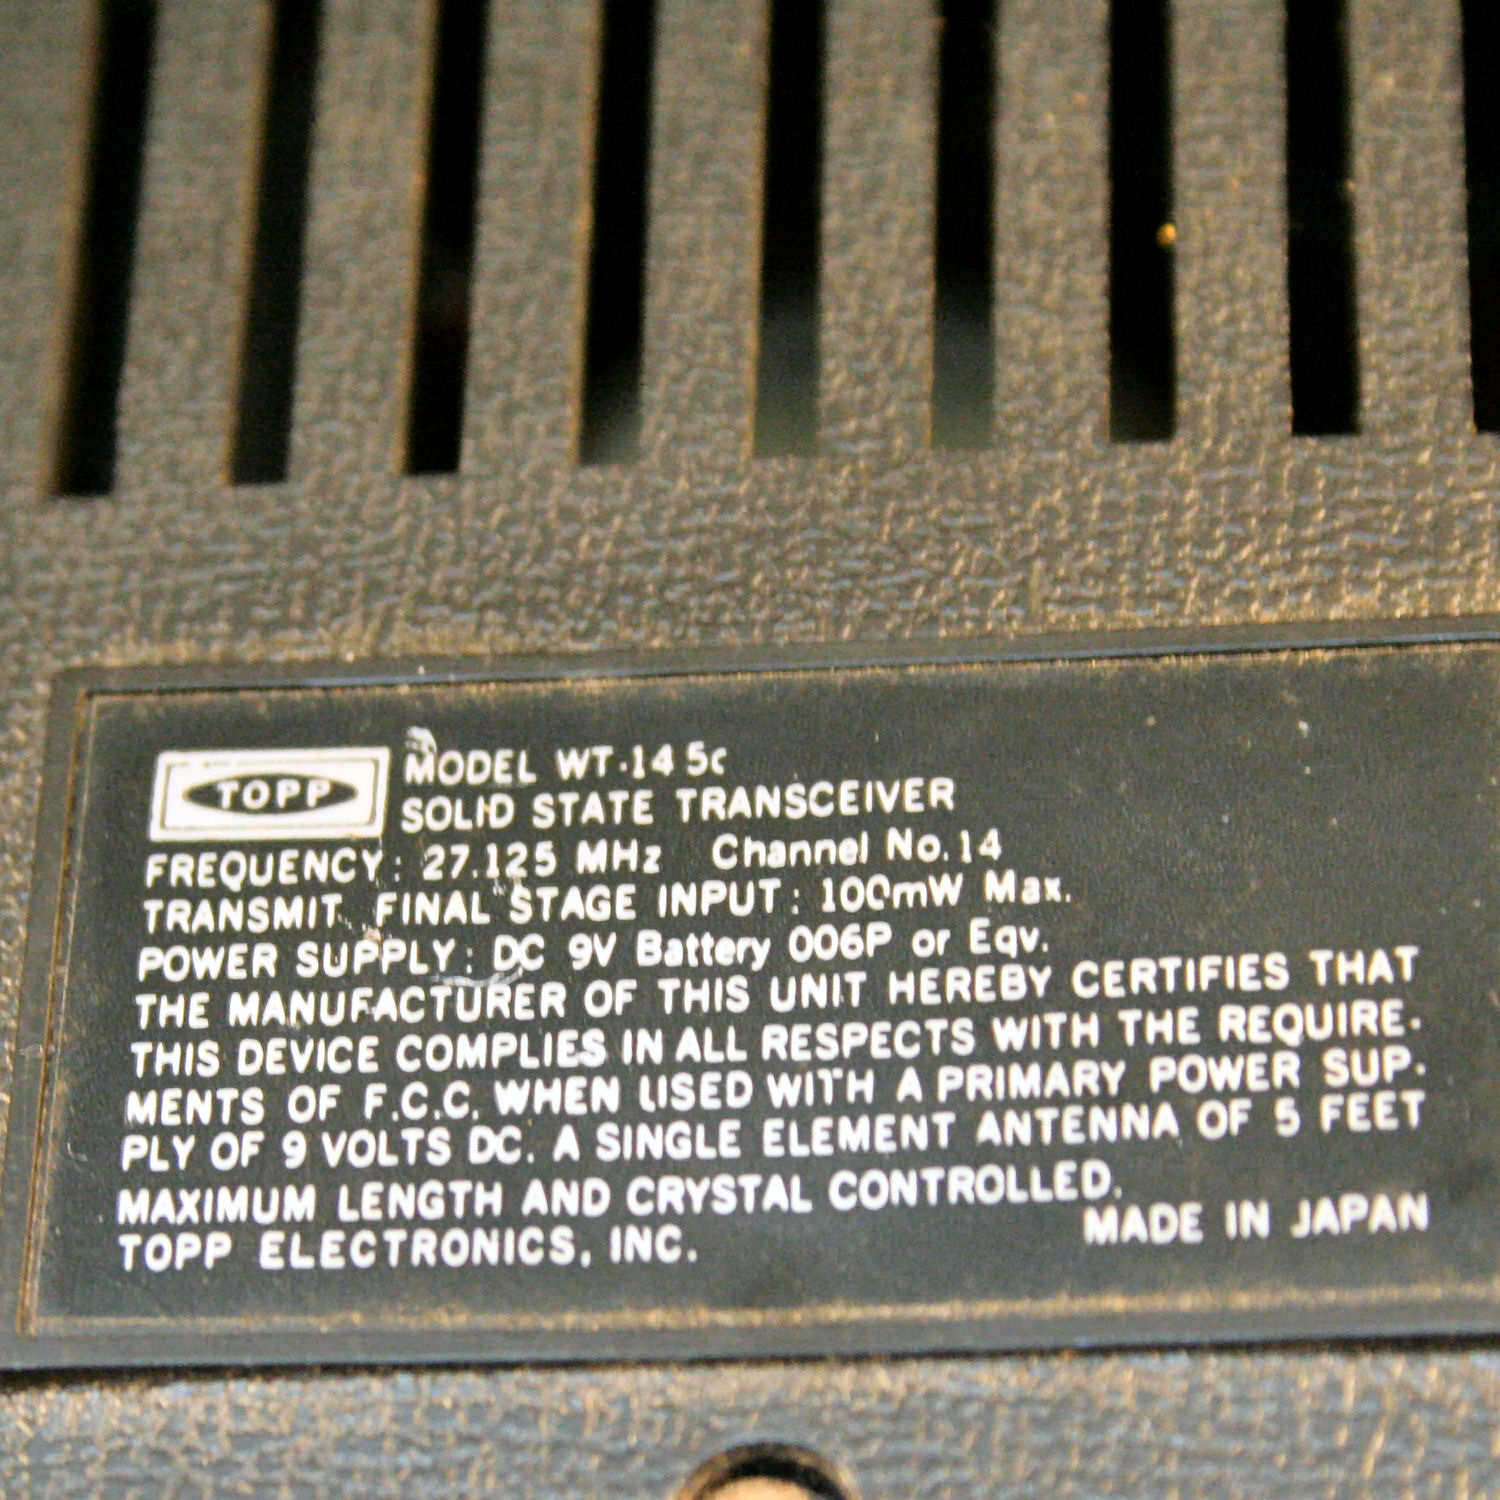 TOPP
MODEL WT-14 5c
SOLID STATE TRANSCEIVER
FREQUENCY: 27.125 MHz Channel No.14
TRANSMIT FINAL STAGE INPUT: 100mW Max.
POWER SUPPLY: DC 9V Battery 006P or Eqv.
THE MANUFACTURER OF THIS UNIT HEREBY CERTIFIES THAT
THIS DEVICE COMPLIES IN ALL RESPECTS WITH THE REQUIRE-
MENTS OF F.C.C. WHEN USED WITH A PRIMARY POWER SUP-
PLY OF 9 VOLTS DC. A SINGLE ELEMENT ANTENNA OF 5 FEET
MAXIMUM LENGTH AND CRYSTAL CONTROLLED.
TOPP ELECTRONICS, INC. MADE IN JAPAN